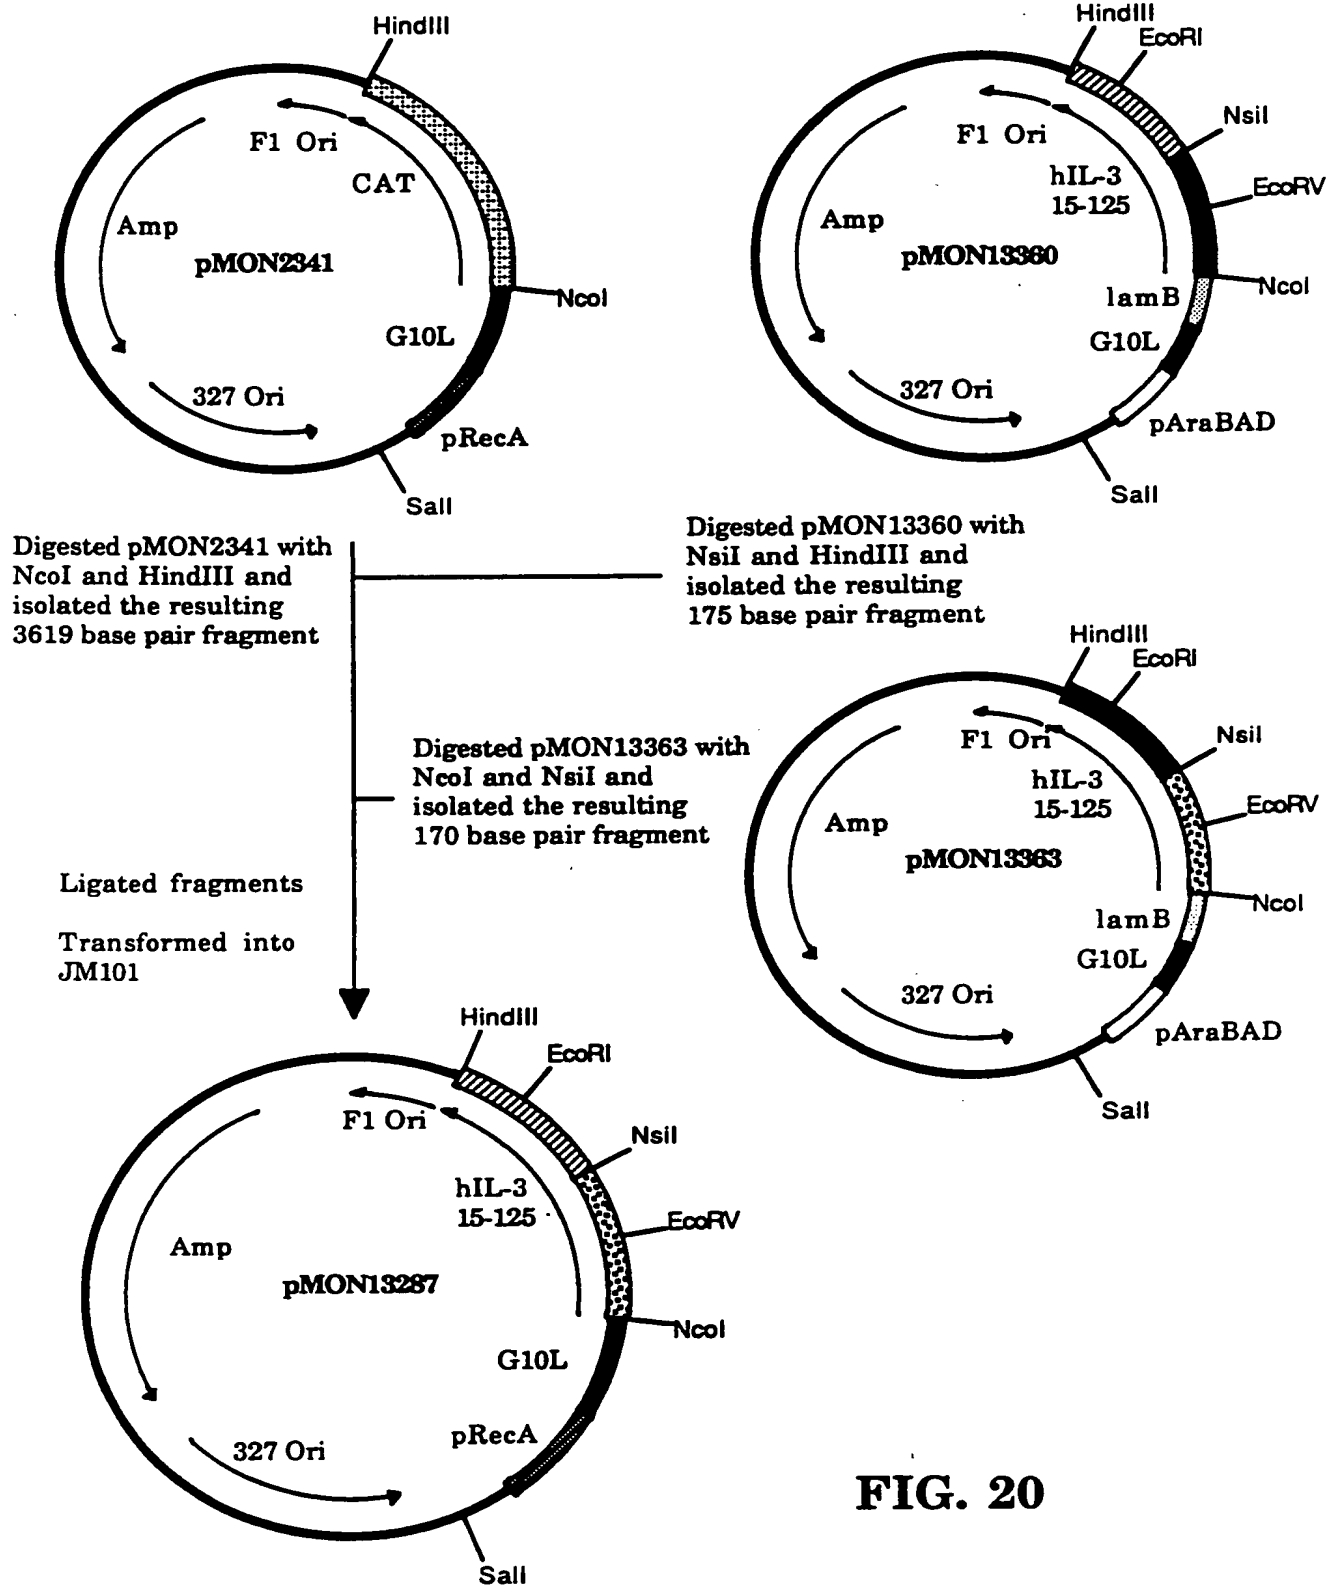 HindIII
F1 Ori
CAT
Amp
pMON2341
NcoI
G10L
327 Ori
pRecA
SalI
HindIII
EcoRI
NsiI
F1 Ori
hIL-3
15-125
EcoRV
Amp
pMON13360
lamB
NcoI
G10L
327 Ori
pAraBAD
SalI
Digested pMON2341 with
NcoI and HindIII and
isolated the resulting
3619 base pair fragment
Digested pMON13360 with
NsiI and HindIII and
isolated the resulting
175 base pair fragment
Digested pMON13363 with
NcoI and NsiI and
isolated the resulting
170 base pair fragment
HindIII
EcoRI
F1 Ori
NsiI
hIL-3
15-125
EcoRV
Amp
pMON13363
NcoI
lamB
G10L
327 Ori
pAraBAD
SalI
Ligated fragments
Transformed into
JM101
HindIII
EcoRI
F1 Ori
NsiI
hIL-3
15-125
EcoRV
Amp
pMON13287
NcoI
G10L
pRecA
327 Ori
SalI
FIG. 20